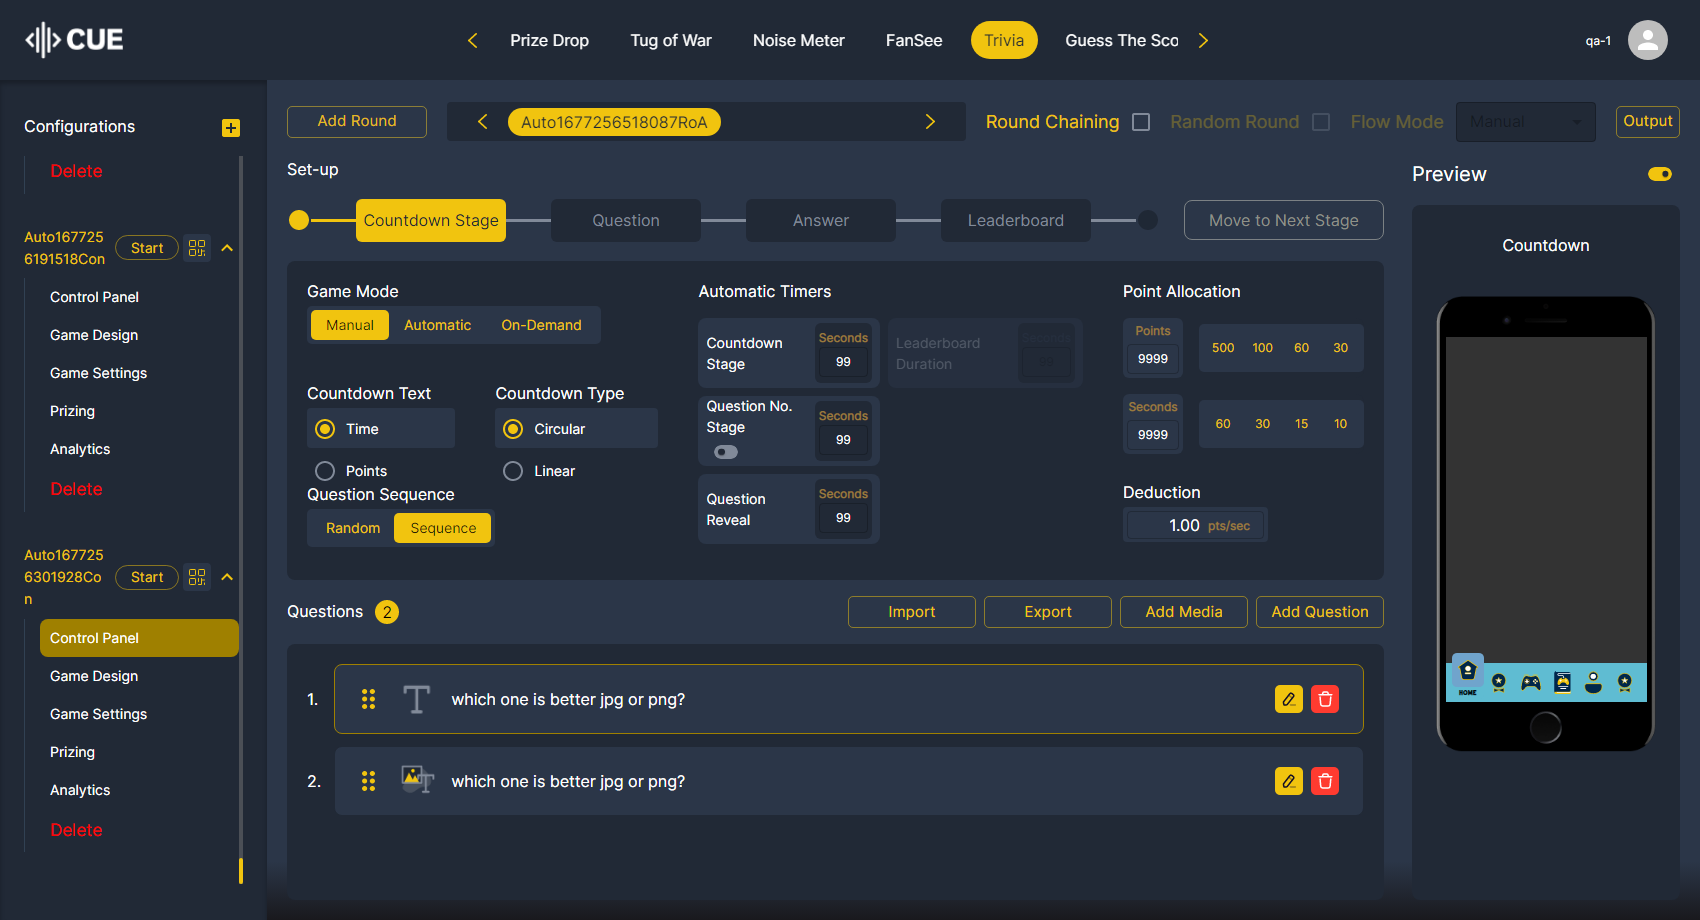 CUE
Prize Drop
Tug of War
Noise Meter
FanSee
Trivia
Guess The Sco
qa-1
Configurations
Delete
Auto167725
6191518Con
Start
Control Panel
Game Design
Game Settings
Prizing
Analytics
Delete
Auto167725
6301928Co
n
Start
Control Panel
Game Design
Game Settings
Prizing
Analytics
Delete
Add Round
Auto1677256518087RoA
Round Chaining
Random Round
Flow Mode
Manual
Output
Set-up
Countdown Stage
Question
Answer
Leaderboard
Move to Next Stage
Game Mode
Manual
Automatic
On-Demand
Countdown Text
Time
Points
Countdown Type
Circular
Linear
Question Sequence
Random
Sequence
Automatic Timers
Countdown
Stage
Seconds
99
Leaderboard
Duration
Seconds
Question No.
Stage
Seconds
99
Question
Reveal
Seconds
99
Point Allocation
Points
9999
500 100 60 30
Seconds
9999
60 30 15 10
Deduction
1.00 pts/sec
Questions 2
Import
Export
Add Media
Add Question
1. which one is better jpg or png?
2. which one is better jpg or png?
Preview
Countdown
HOME